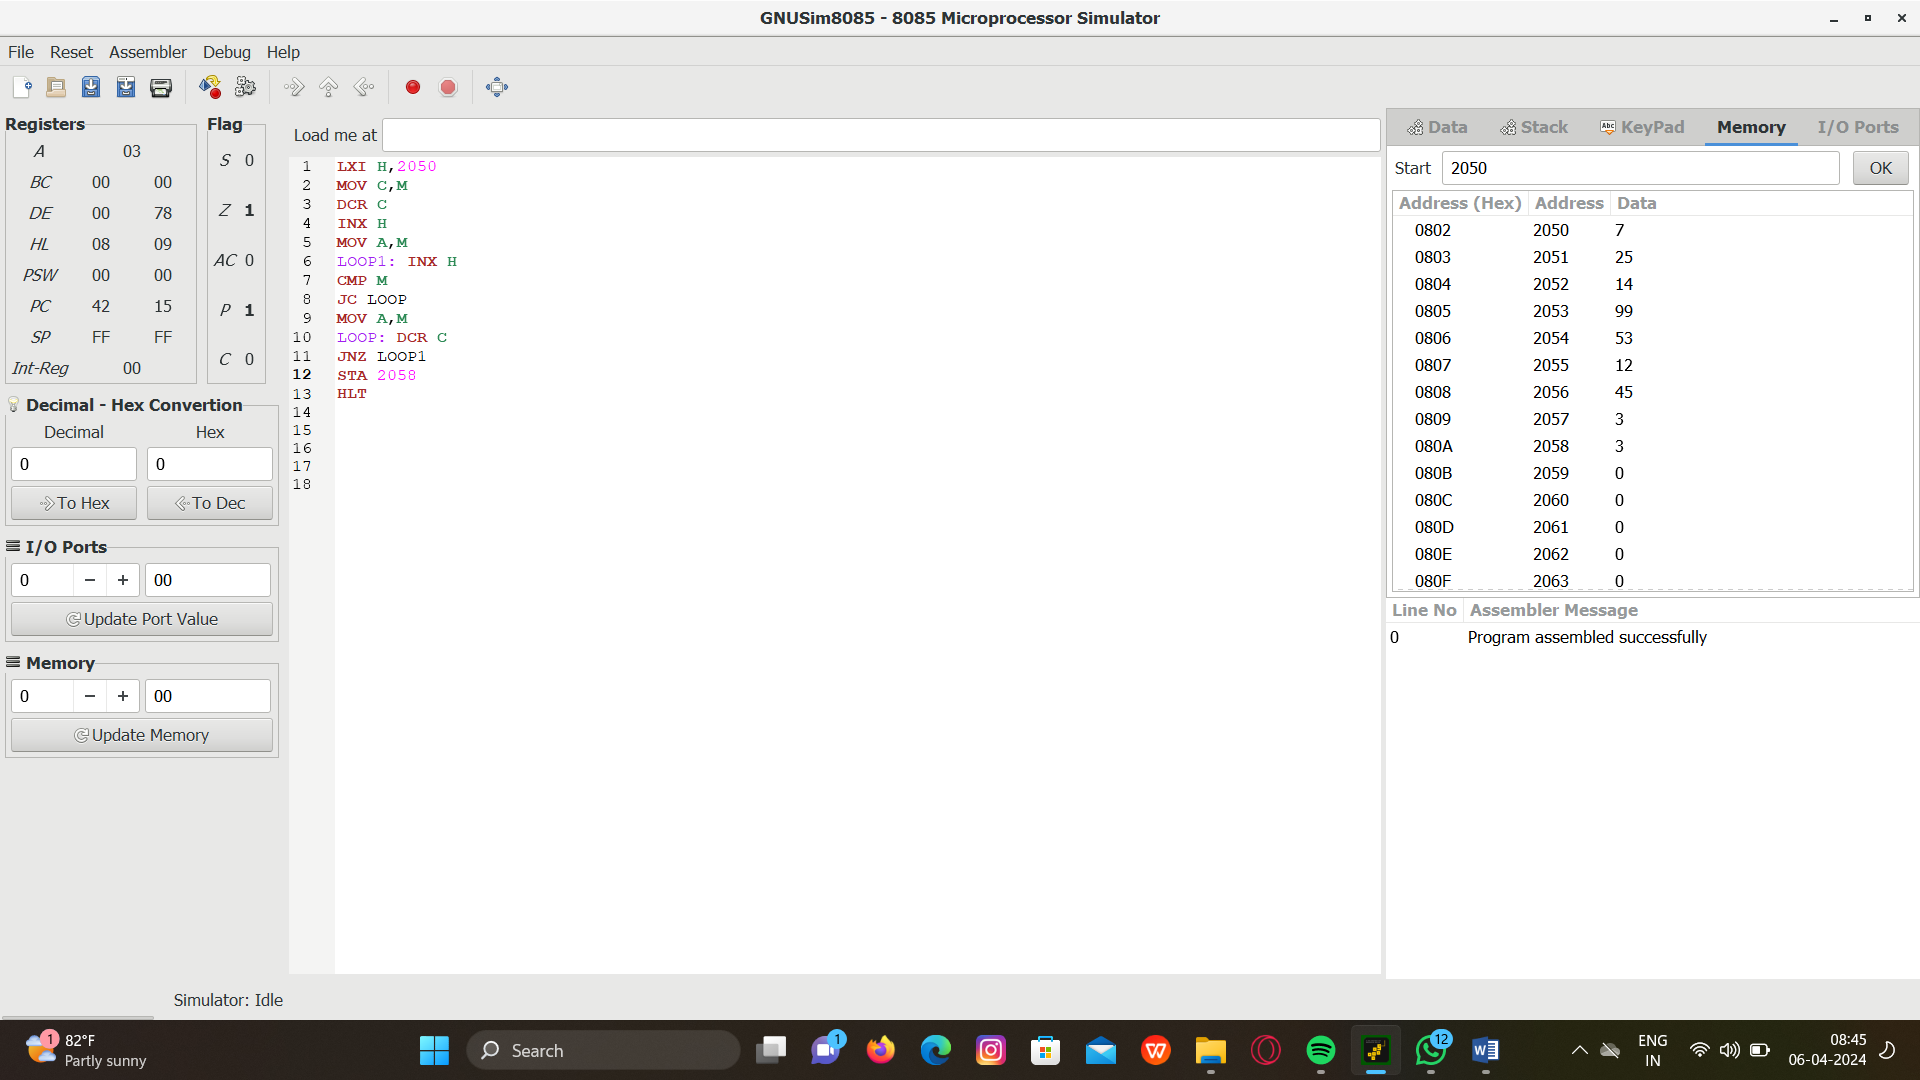 GNUSim8085 - 8085 Microprocessor Simulator
File Reset Assembler Debug Help
Registers
A 03
BC 00 00
DE 00 78
HL 08 09
PSW 00 00
PC 42 15
SP FF FF
Int-Reg 00
Flag
S 0
Z 1
AC 0
P 1
C 0
Decimal - Hex Convertion
Decimal Hex
0 0
To Hex To Dec
I/O Ports
0 − + 00
Update Port Value
Memory
0 − + 00
Update Memory
Load me at
1 LXI H,2050
2 MOV C,M
3 DCR C
4 INX H
5 MOV A,M
6 LOOP1: INX H
7 CMP M
8 JC LOOP
9 MOV A,M
10 LOOP: DCR C
11 JNZ LOOP1
12 STA 2058
13 HLT
14
15
16
17
18
Data Stack Abc KeyPad Memory I/O Ports
Start 2050 OK
Address (Hex) Address Data
0802 2050 7
0803 2051 25
0804 2052 14
0805 2053 99
0806 2054 53
0807 2055 12
0808 2056 45
0809 2057 3
080A 2058 3
080B 2059 0
080C 2060 0
080D 2061 0
080E 2062 0
080F 2063 0
Line No Assembler Message
0 Program assembled successfully
Simulator: Idle
1 82°F
Partly sunny
Search
1
W
12
W
ENG
IN
08:45
06-04-2024